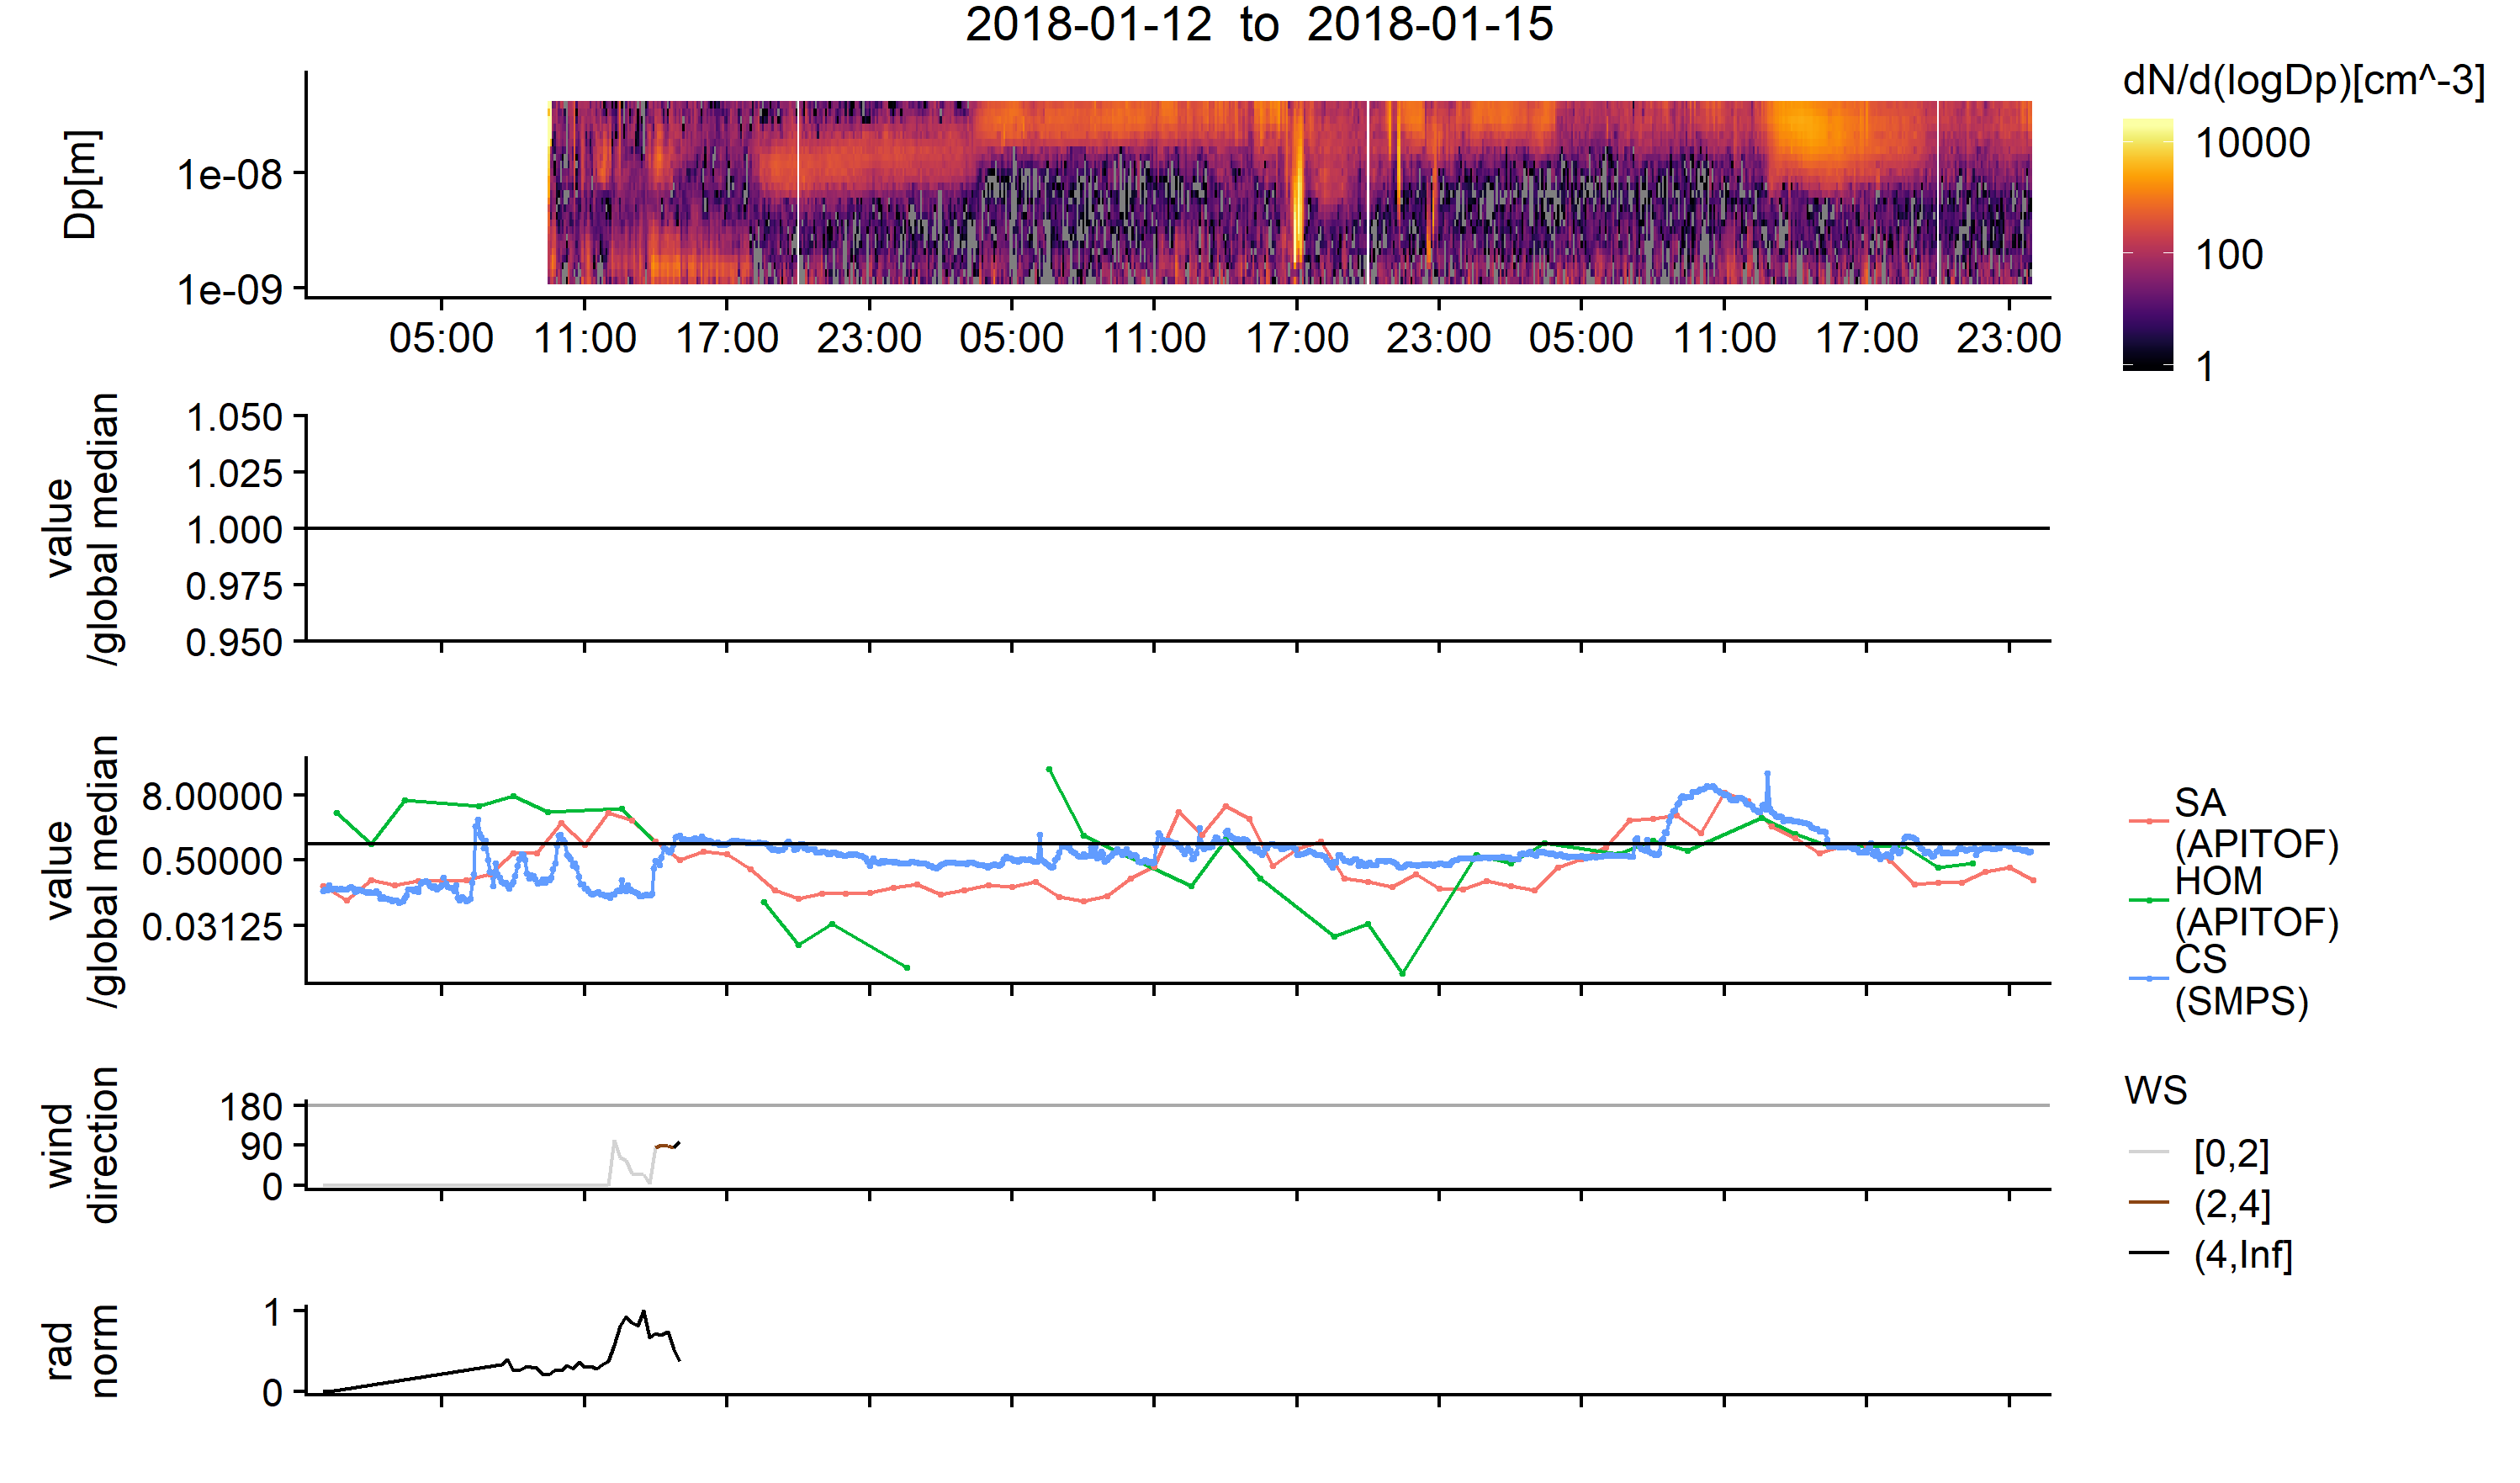 2018-01-12 to 2018-01-15
Dp[m]
1e-08
1e-09
05:00 11:00 17:00 23:00 05:00 11:00 17:00 23:00 05:00 11:00 17:00 23:00
dN/d(logDp)[cm^-3]
10000
100
1
value
/global median
1.050
1.025
1.000
0.975
0.950
value
/global median
8.00000
0.50000
0.03125
SA
(APITOF)
HOM
(APITOF)
CS
(SMPS)
wind
direction
180
90
0
WS
[0,2]
(2,4]
(4,Inf]
rad
norm
1
0